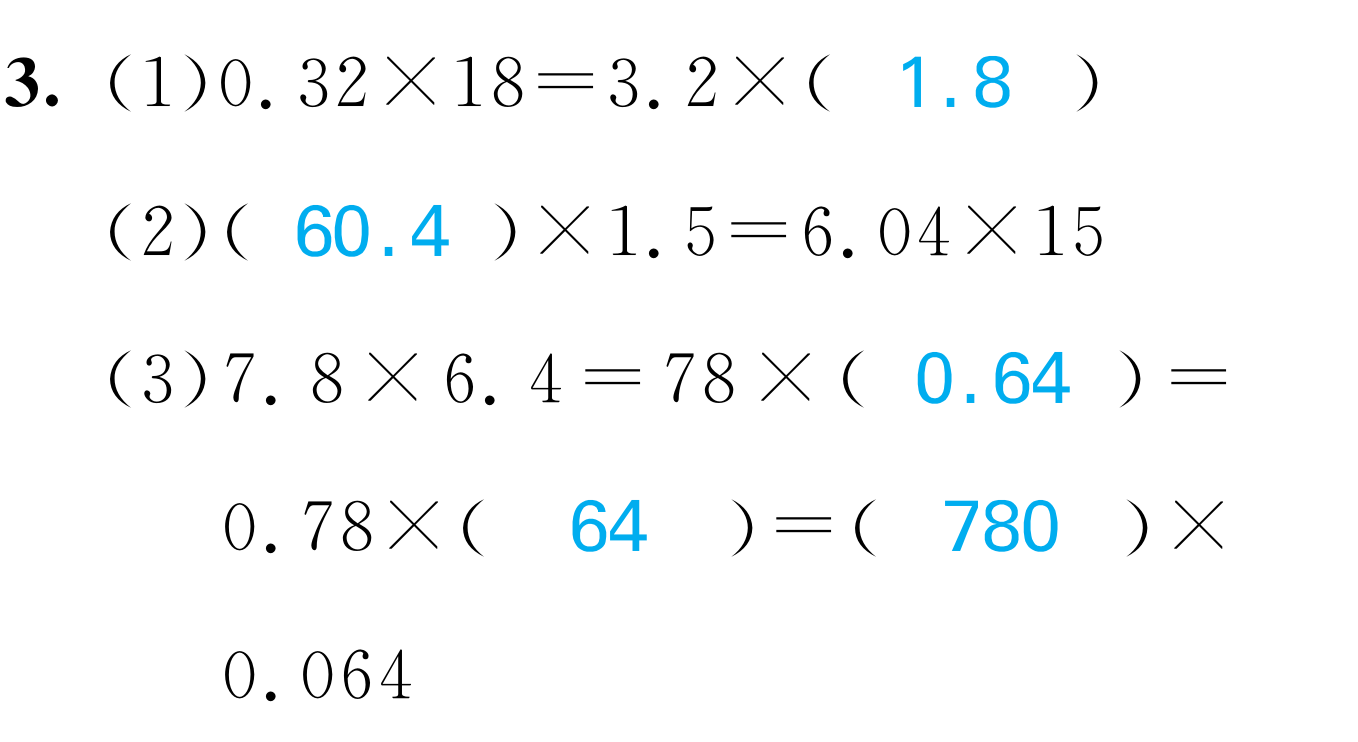 3. (1)0.32×18=3.2×( 1.8 )
(2)( 60.4 )×1.5=6.04×15
(3)7.8×6.4=78×( 0.64 )=
0.78×( 64 )=( 780 )×
0.064